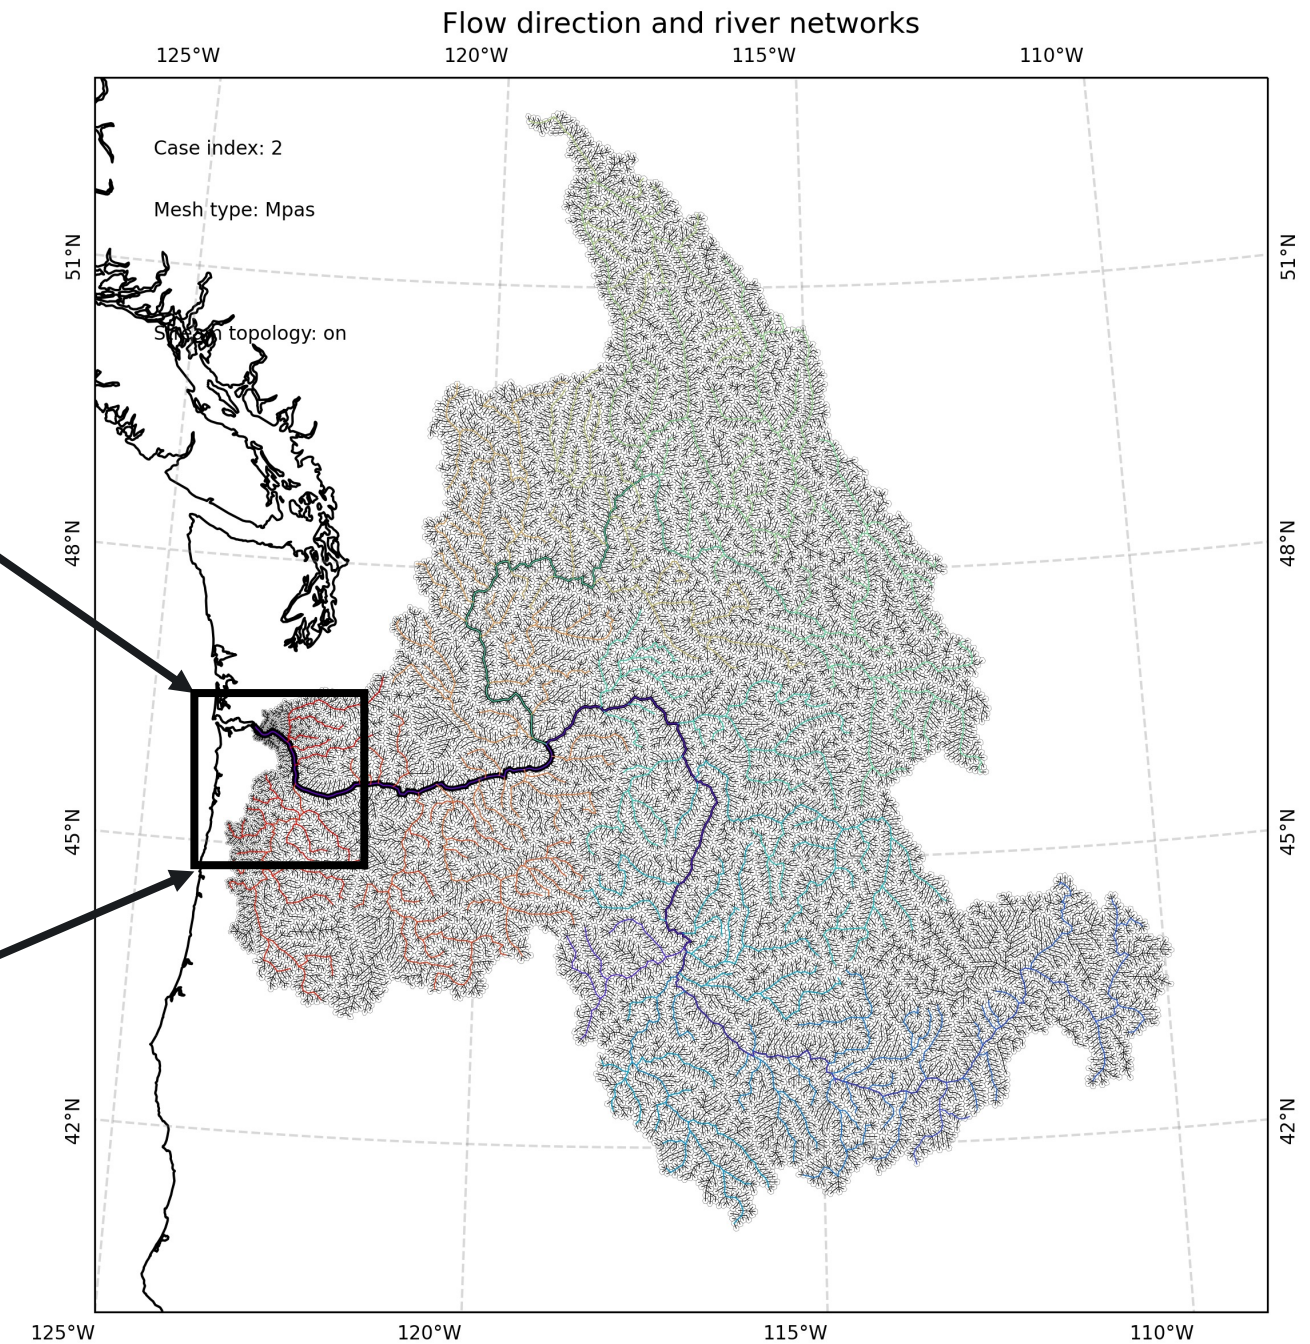 Flow direction and river networks
125°W 120°W 115°W 110°W
Case index: 2
Mesh type: Mpas
51°N 51°N
topology: on
48°N 48°N
45°N 45°N
42°N 42°N
125°W 120°W 115°W 110°W